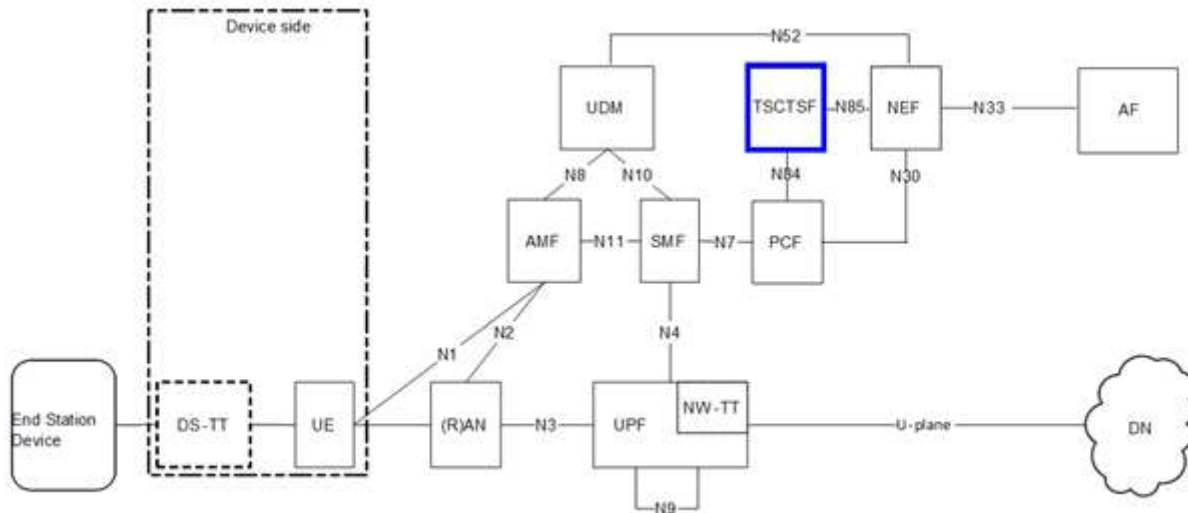 Device side
N52
UDM
TSCTSF
N85
NEF
N33
AF
N8
N10
N84
N30
AMF
N11
SMF
N7
PCF
N1
N2
N4
End Station
Device
DS-TT
UE
(R)AN
N3
UPF
NW-TT
U-plane
DN
N9